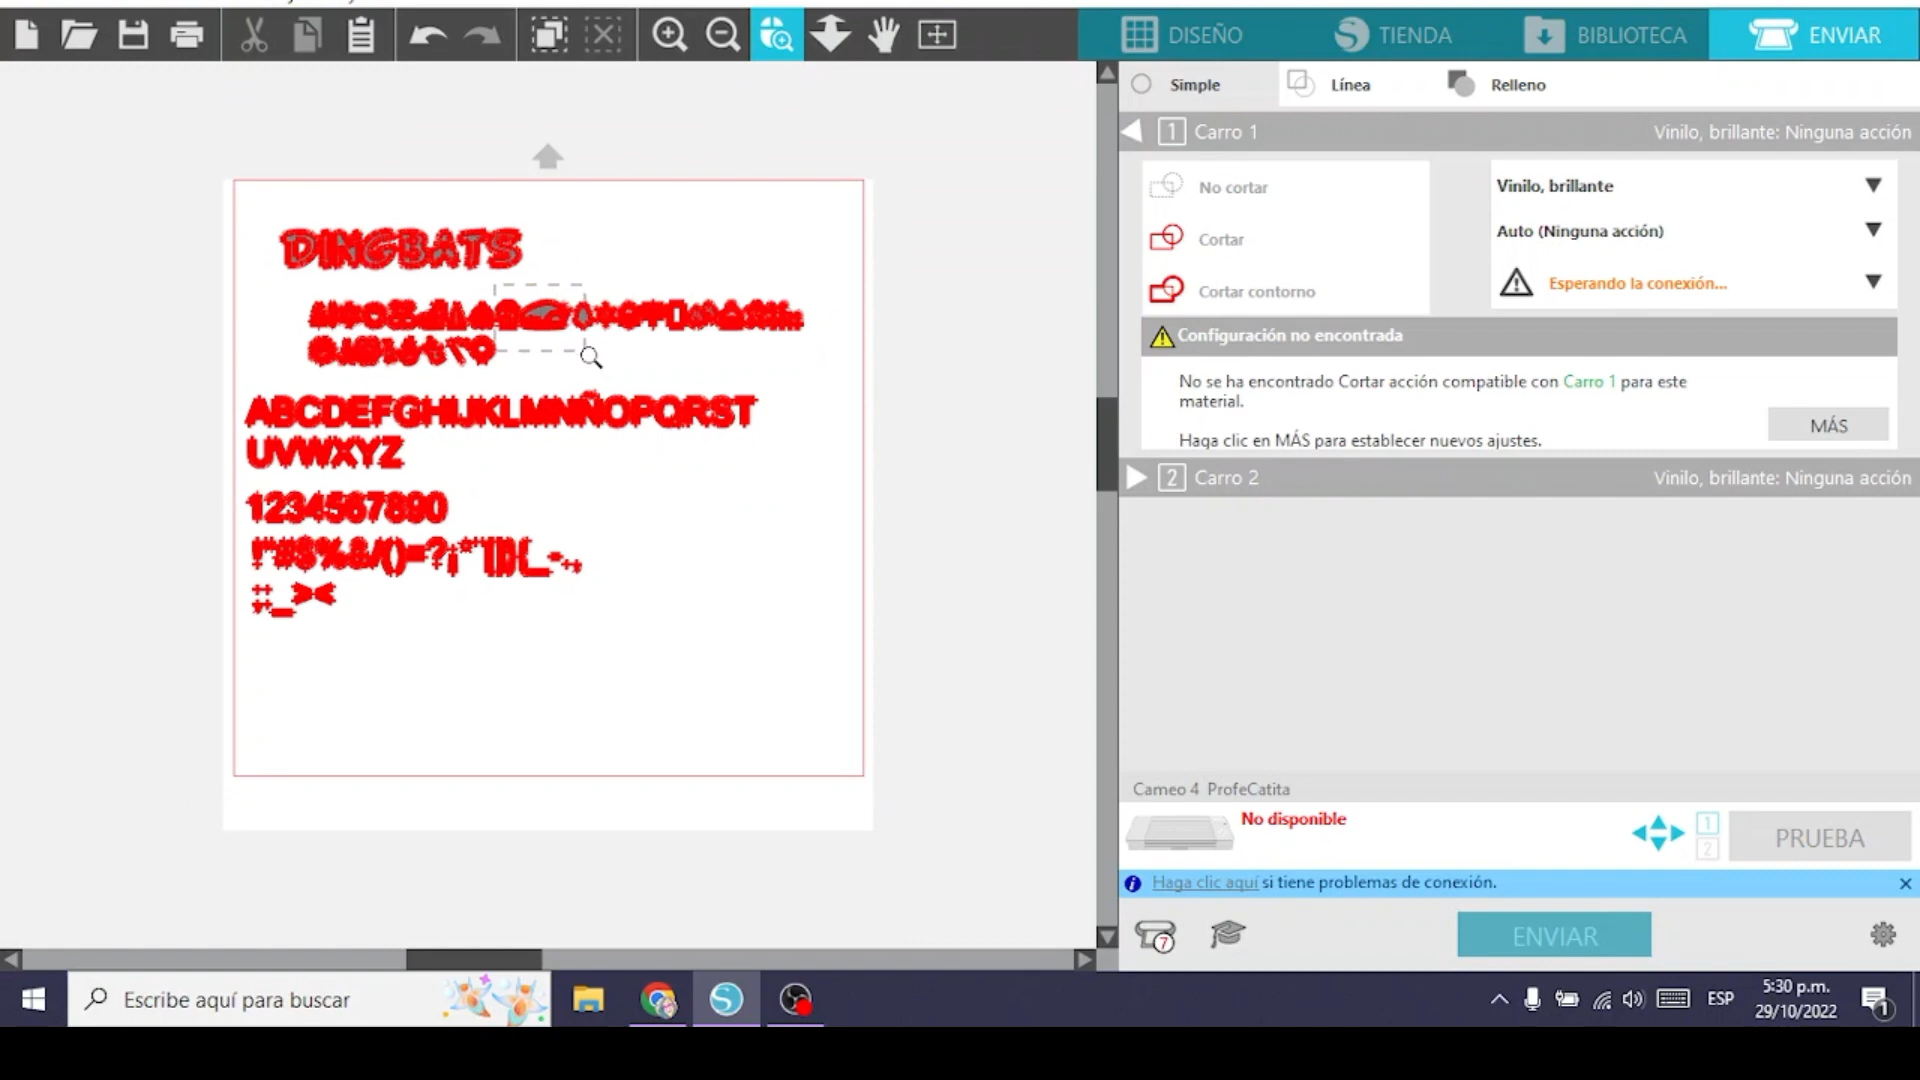 DISEÑO
TIENDA
BIBLIOTECA
ENVIAR
Simple
Línea
Relleno
1 Carro 1
Vinilo, brillante: Ninguna acción
No cortar
Cortar
Cortar contorno
Vinilo, brillante
Auto (Ninguna acción)
Esperando la conexión...
Configuración no encontrada
No se ha encontrado Cortar acción compatible con Carro 1 para este
material.
Haga clic en MÁS para establecer nuevos ajustes.
MÁS
2 Carro 2
Vinilo, brillante: Ninguna acción
DINGBATS
ABCDEFGHIJKLMNÑOPQRST
UVWXYZ
1234567890
Cameo 4 ProfeCatita
No disponible
1
2
PRUEBA
Haga clic aquí si tiene problemas de conexión.
7
ENVIAR
Escribe aquí para buscar
ESP
5:30 p.m.
29/10/2022
1